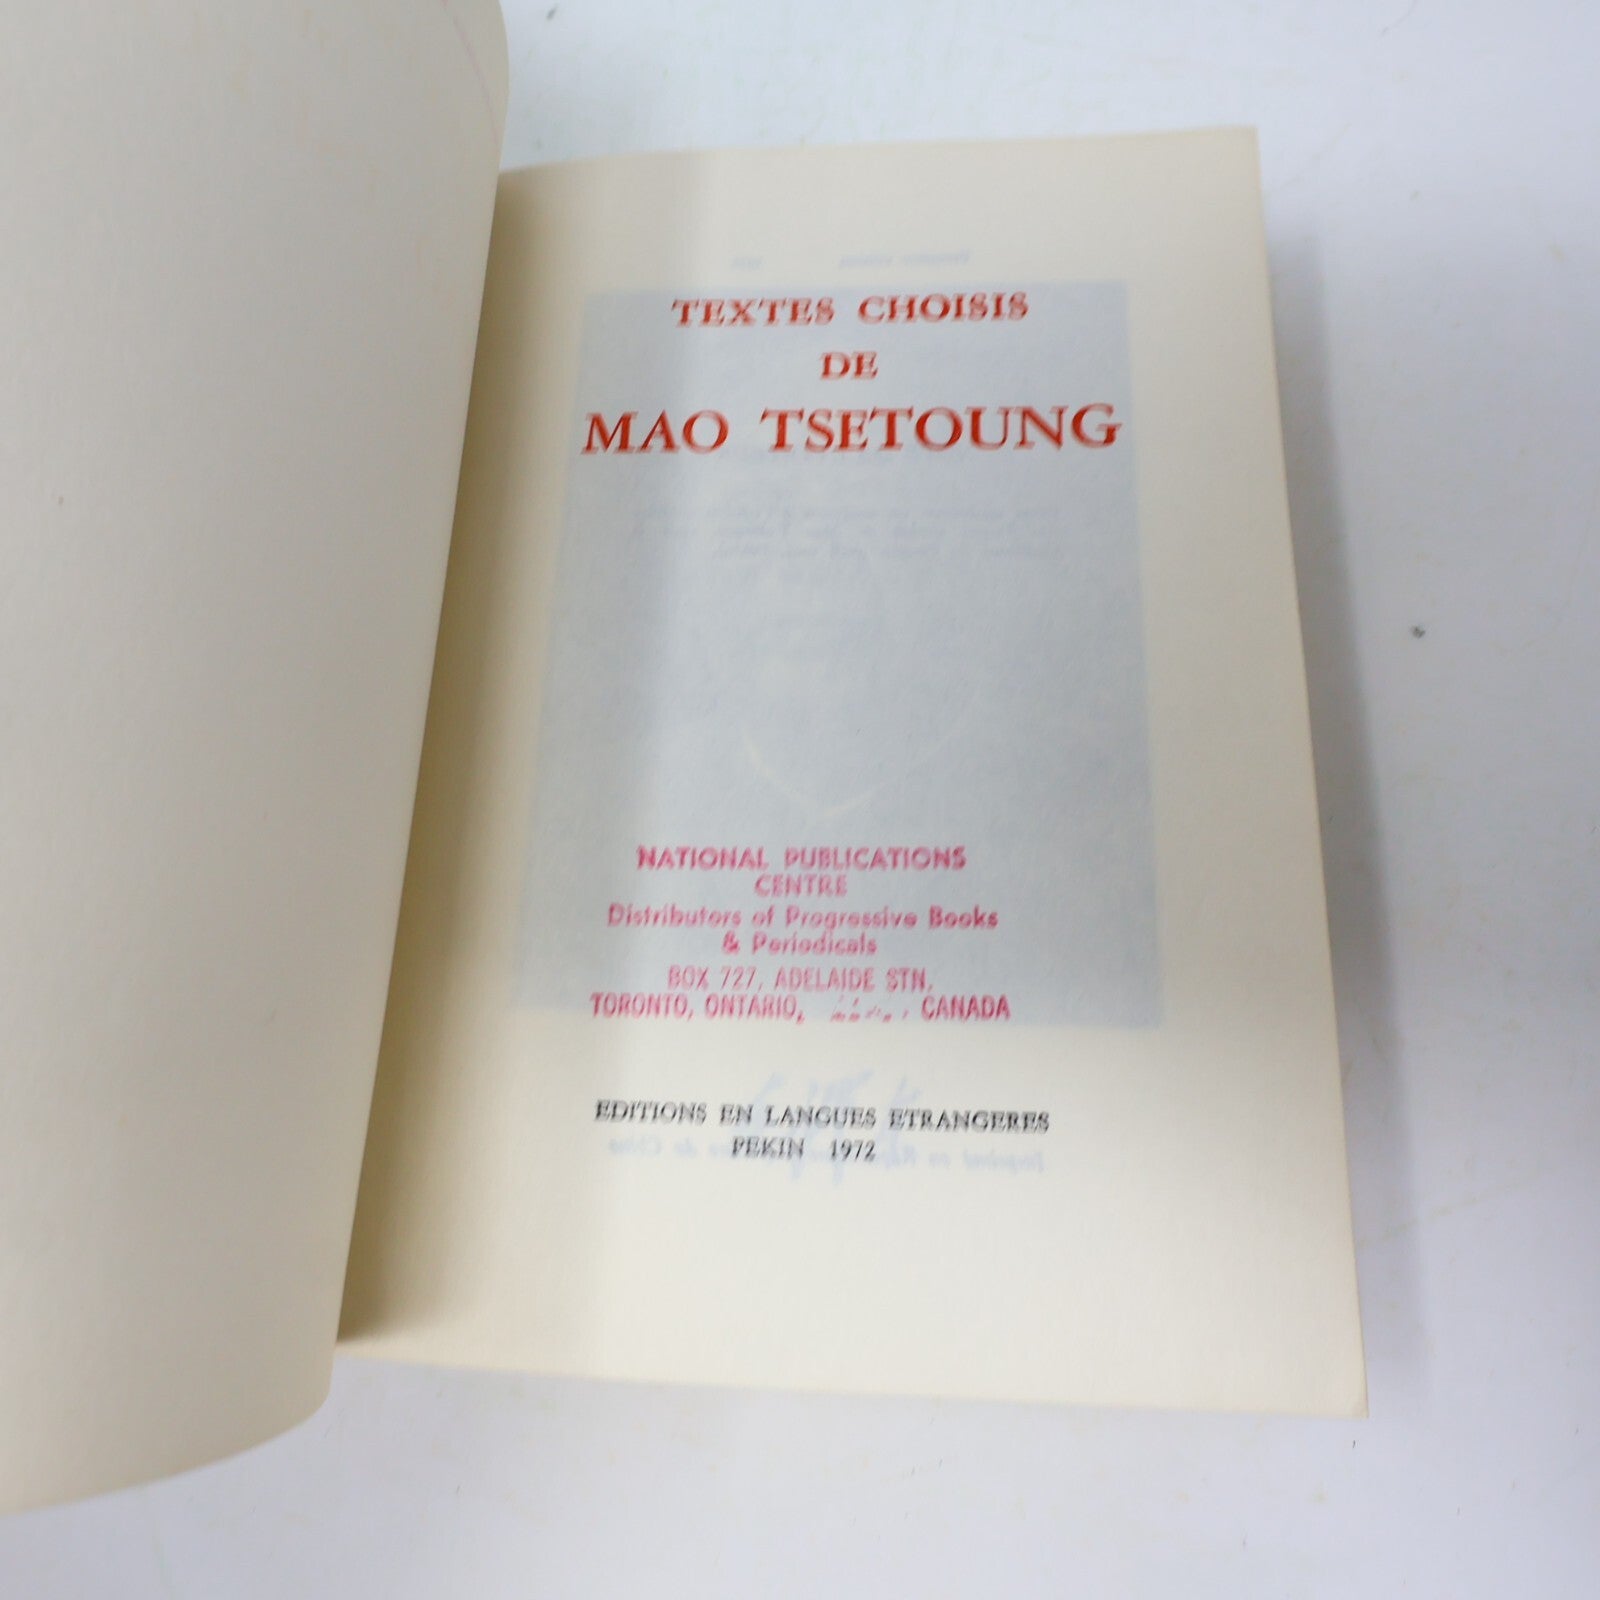 TEXTES CHOISIS
DE
MAO TSETOUNG
NATIONAL PUBLICATIONS
CENTRE
Distributors of Progressive Books
& Periodicals
BOX 727, ADELAIDE STN.
TORONTO, ONTARIO, CANADA
EDITIONS EN LANGUES ETRANGERES
PEKIN 1972